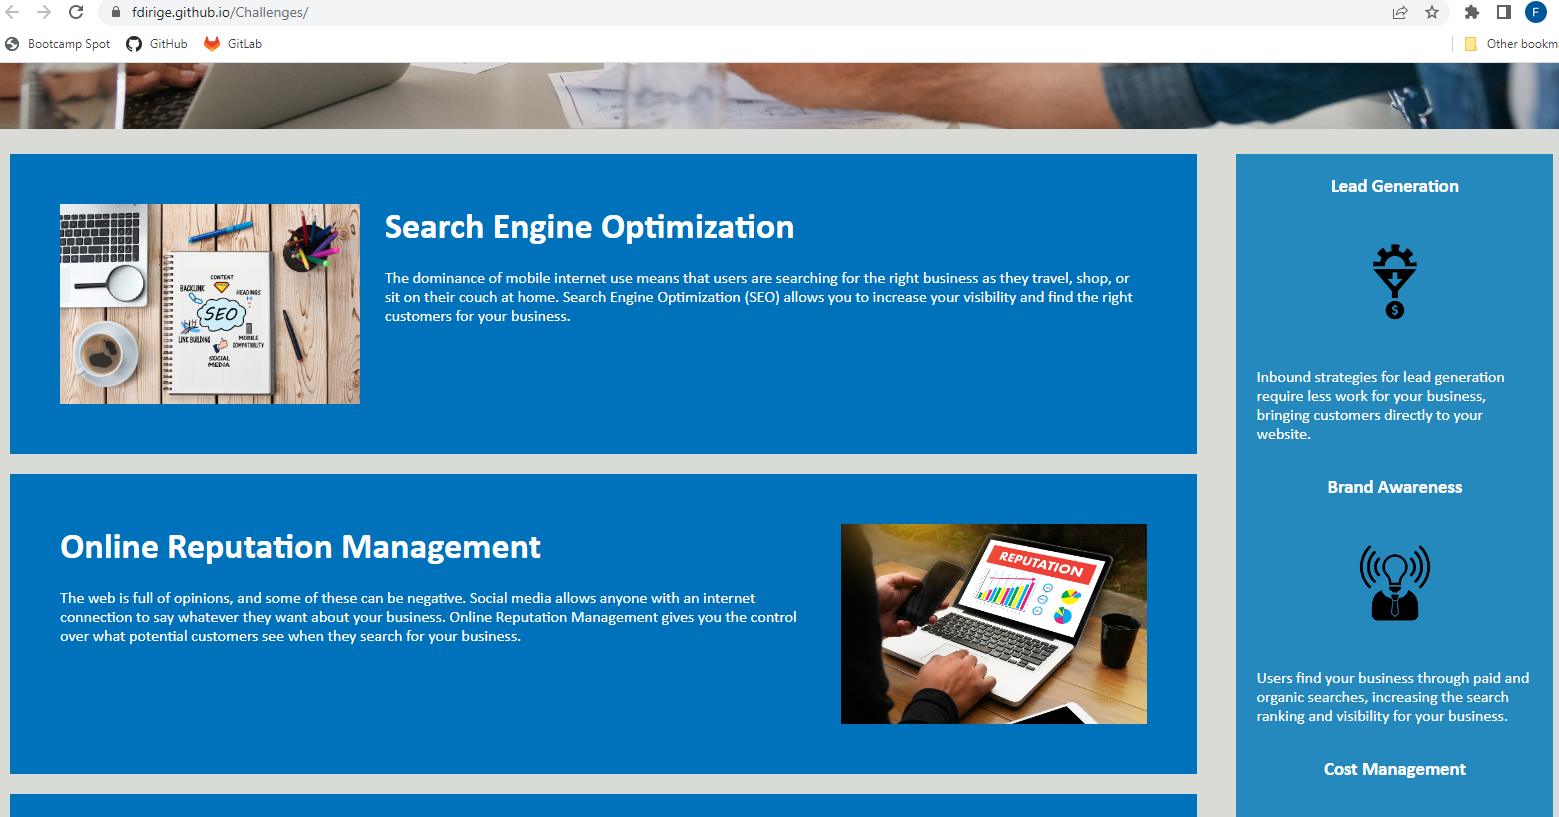 fdirige.github.io/Challenges/
F
Bootcamp Spot
GitHub
GitLab
Other bookm
Search Engine Optimization
The dominance of mobile internet use means that users are searching for the right business as they travel, shop, or
sit on their couch at home. Search Engine Optimization (SEO) allows you to increase your visibility and find the right
customers for your business.
CONTENT
BACKLINK
HEADINGS
SEO
LINK BUILDING
MOBILE
COMPATIBILITY
SOCIAL
MEDIA
Online Reputation Management
The web is full of opinions, and some of these can be negative. Social media allows anyone with an internet
connection to say whatever they want about your business. Online Reputation Management gives you the control
over what potential customers see when they search for your business.
REPUTATION
Lead Generation
$
Inbound strategies for lead generation
require less work for your business,
bringing customers directly to your
website.
Brand Awareness
Users find your business through paid and
organic searches, increasing the search
ranking and visibility for your business.
Cost Management